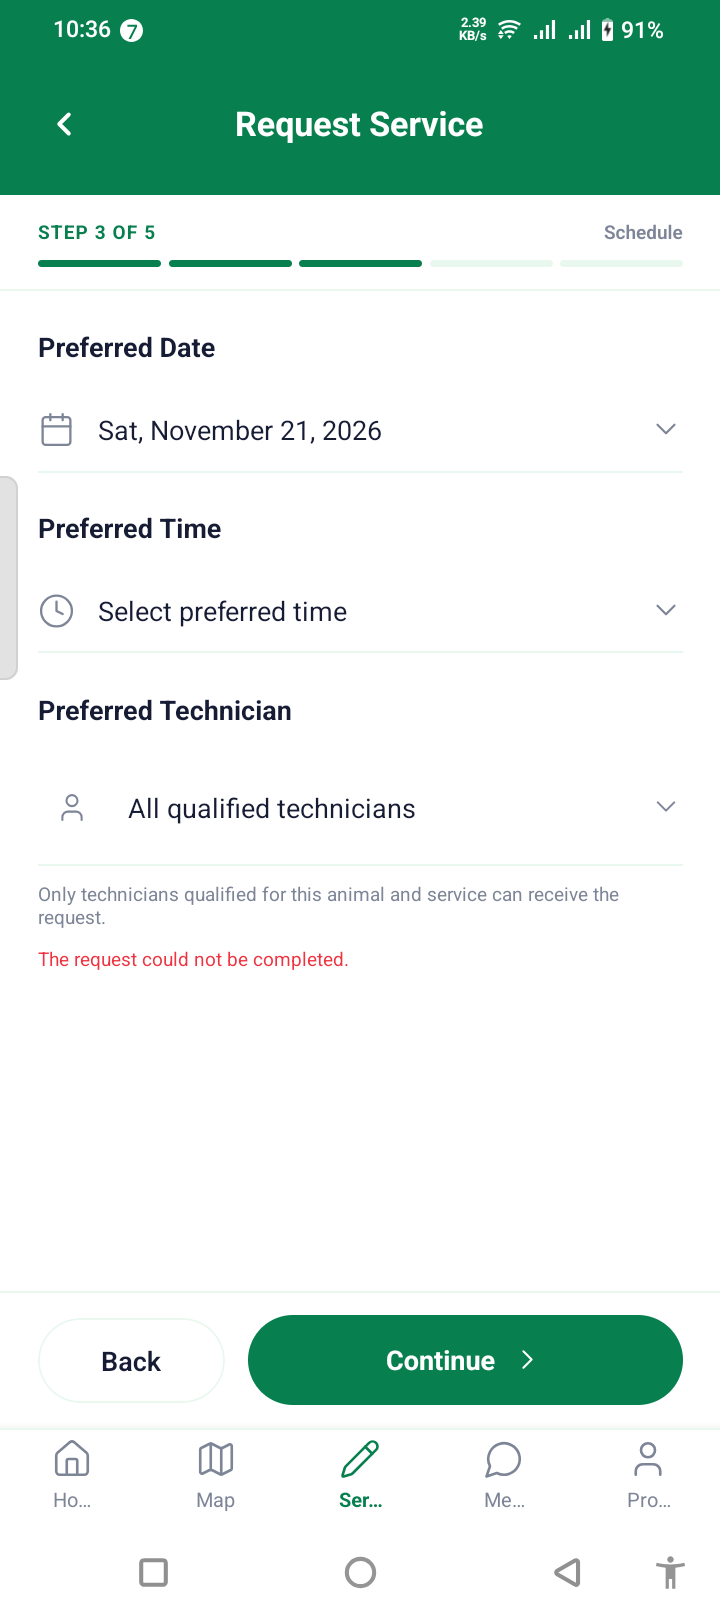 10:36 7 2.39 KB/s 91%
Request Service
STEP 3 OF 5 Schedule
Preferred Date
Sat, November 21, 2026
Preferred Time
Select preferred time
Preferred Technician
All qualified technicians
Only technicians qualified for this animal and service can receive the
request.
The request could not be completed.
Back Continue
Ho... Map Ser... Me... Pro...